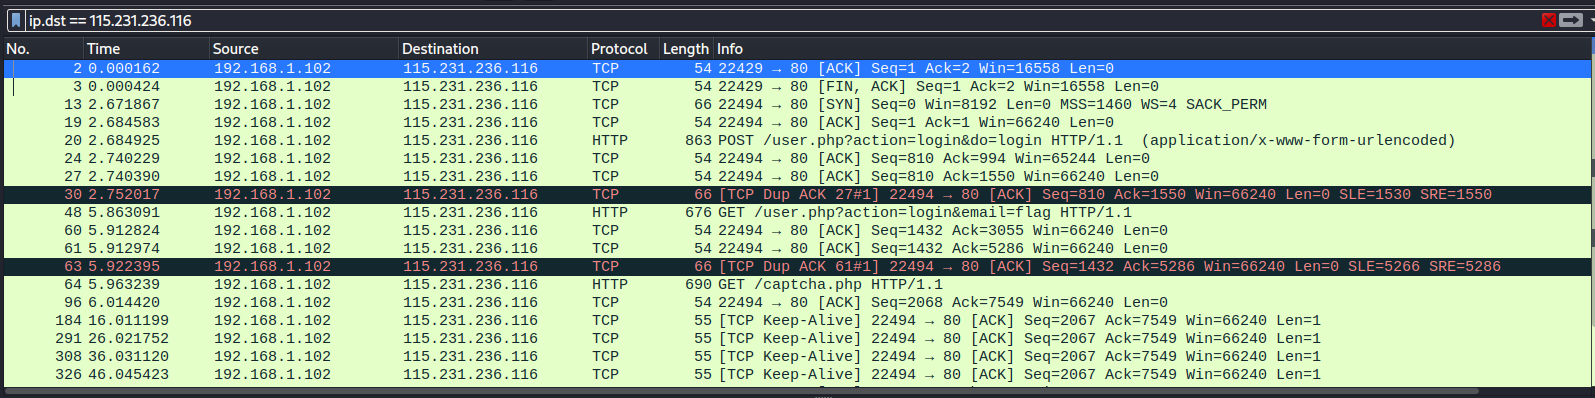 ip.dst == 115.231.236.116
No. Time Source Destination Protocol Length Info
2 0.000162 192.168.1.102 115.231.236.116 TCP 54 22429 → 80 [ACK] Seq=1 Ack=2 Win=16558 Len=0
3 0.000424 192.168.1.102 115.231.236.116 TCP 54 22429 → 80 [FIN, ACK] Seq=1 Ack=2 Win=16558 Len=0
13 2.671867 192.168.1.102 115.231.236.116 TCP 66 22494 → 80 [SYN] Seq=0 Win=8192 Len=0 MSS=1460 WS=4 SACK_PERM
19 2.684583 192.168.1.102 115.231.236.116 TCP 54 22494 → 80 [ACK] Seq=1 Ack=1 Win=66240 Len=0
20 2.684925 192.168.1.102 115.231.236.116 HTTP 863 POST /user.php?action=login&do=login HTTP/1.1 (application/x-www-form-urlencoded)
24 2.740229 192.168.1.102 115.231.236.116 TCP 54 22494 → 80 [ACK] Seq=810 Ack=994 Win=65244 Len=0
27 2.740390 192.168.1.102 115.231.236.116 TCP 54 22494 → 80 [ACK] Seq=810 Ack=1550 Win=66240 Len=0
30 2.752017 192.168.1.102 115.231.236.116 TCP 66 [TCP Dup ACK 27#1] 22494 → 80 [ACK] Seq=810 Ack=1550 Win=66240 Len=0 SLE=1530 SRE=1550
48 5.863091 192.168.1.102 115.231.236.116 HTTP 676 GET /user.php?action=login&email=flag HTTP/1.1
60 5.912824 192.168.1.102 115.231.236.116 TCP 54 22494 → 80 [ACK] Seq=1432 Ack=3055 Win=66240 Len=0
61 5.912974 192.168.1.102 115.231.236.116 TCP 54 22494 → 80 [ACK] Seq=1432 Ack=5286 Win=66240 Len=0
63 5.922395 192.168.1.102 115.231.236.116 TCP 66 [TCP Dup ACK 61#1] 22494 → 80 [ACK] Seq=1432 Ack=5286 Win=66240 Len=0 SLE=5266 SRE=5286
64 5.963239 192.168.1.102 115.231.236.116 HTTP 690 GET /captcha.php HTTP/1.1
96 6.014420 192.168.1.102 115.231.236.116 TCP 54 22494 → 80 [ACK] Seq=2068 Ack=7549 Win=66240 Len=0
184 16.011199 192.168.1.102 115.231.236.116 TCP 55 [TCP Keep-Alive] 22494 → 80 [ACK] Seq=2067 Ack=7549 Win=66240 Len=1
291 26.021752 192.168.1.102 115.231.236.116 TCP 55 [TCP Keep-Alive] 22494 → 80 [ACK] Seq=2067 Ack=7549 Win=66240 Len=1
308 36.031120 192.168.1.102 115.231.236.116 TCP 55 [TCP Keep-Alive] 22494 → 80 [ACK] Seq=2067 Ack=7549 Win=66240 Len=1
326 46.045423 192.168.1.102 115.231.236.116 TCP 55 [TCP Keep-Alive] 22494 → 80 [ACK] Seq=2067 Ack=7549 Win=66240 Len=1